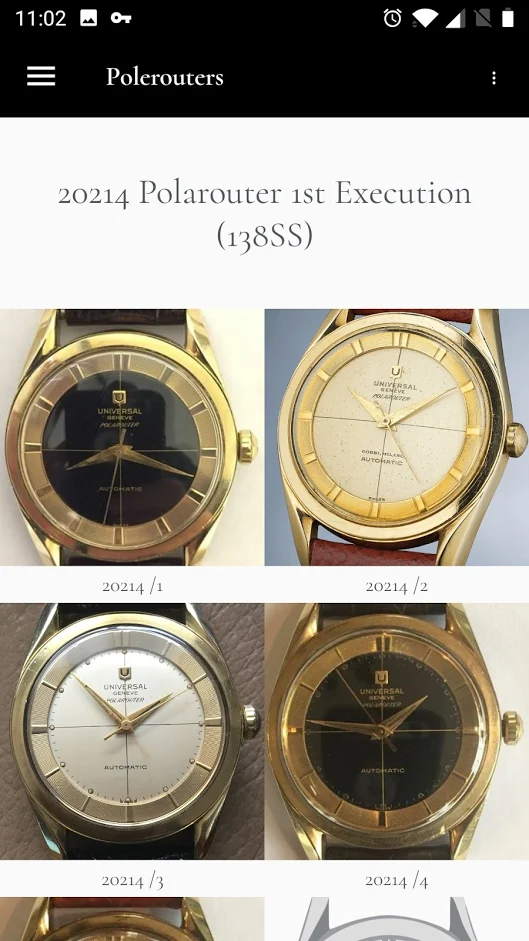 11:02
Polerouters
20214 Polarouter 1st Execution
(138SS)
UNIVERSAL
GENEVE
POLAROUTER
AUTOMATIC
UNIVERSAL
GENEVE
POLAROUTER
GOBBI, MILANO
AUTOMATIC
20214 /1
20214 /2
UNIVERSAL
GENEVE
POLAROUTER
AUTOMATIC
UNIVERSAL
GENEVE
POLAROUTER
AUTOMATIC
20214 /3
20214 /4